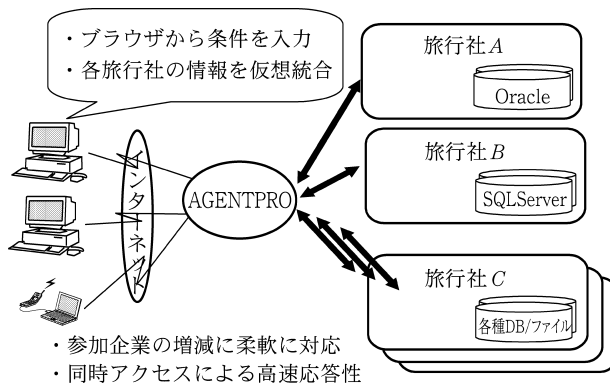 ・ブラウザから条件を入力
・各旅行社の情報を仮想統合
インターネット
AGENTPRO
旅行社A
Oracle
旅行社B
SQLServer
旅行社C
各種DB/ファイル
・参加企業の増減に柔軟に対応
・同時アクセスによる高速応答性